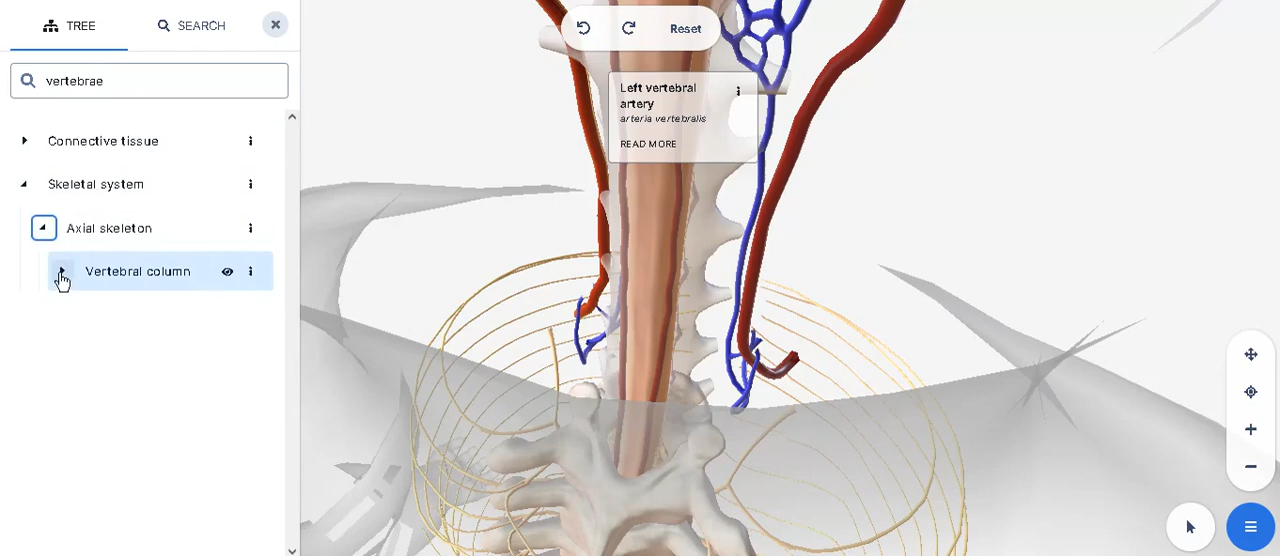 TREE
SEARCH
vertebrae
Connective tissue
Skeletal system
Axial skeleton
Vertebral column
Reset
Left vertebral
artery
arteria vertebralis
READ MORE